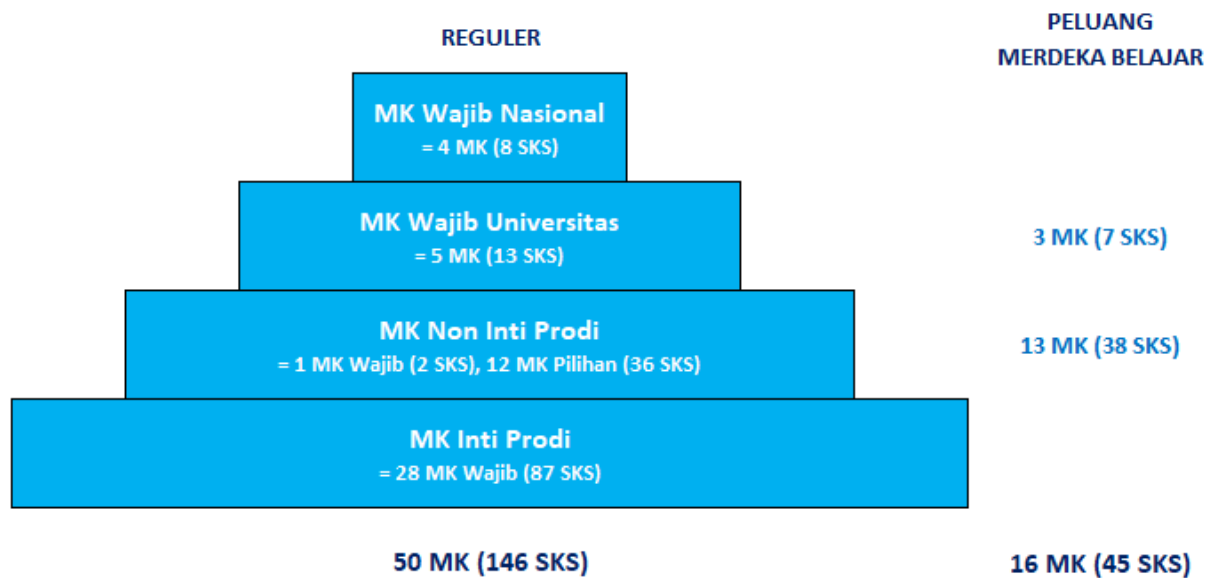 REGULER
PELUANG
MERDEKA BELAJAR
MK Wajib Nasional
= 4 MK (8 SKS)
MK Wajib Universitas
= 5 MK (13 SKS)
3 MK (7 SKS)
MK Non Inti Prodi
= 1 MK Wajib (2 SKS), 12 MK Pilihan (36 SKS)
13 MK (38 SKS)
MK Inti Prodi
= 28 MK Wajib (87 SKS)
50 MK (146 SKS)
16 MK (45 SKS)